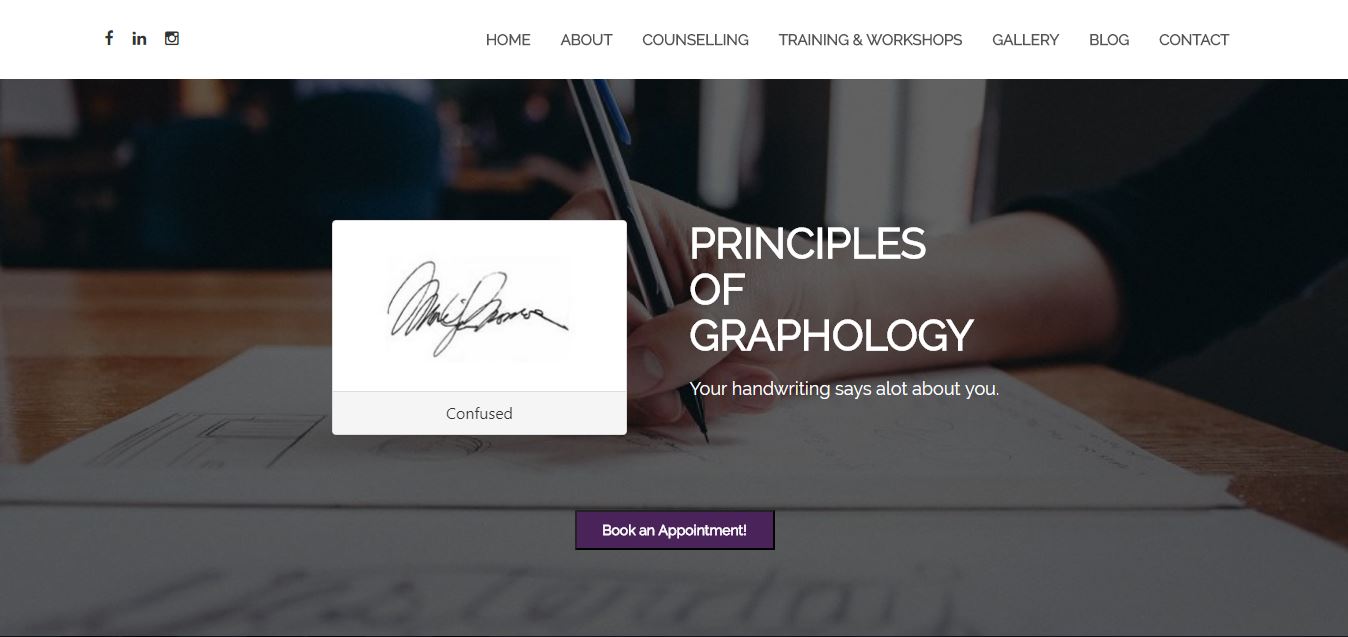 HOME ABOUT COUNSELLING TRAINING & WORKSHOPS GALLERY BLOG CONTACT
PRINCIPLES
OF
GRAPHOLOGY
Your handwriting says alot about you.
Confused
Book an Appointment!